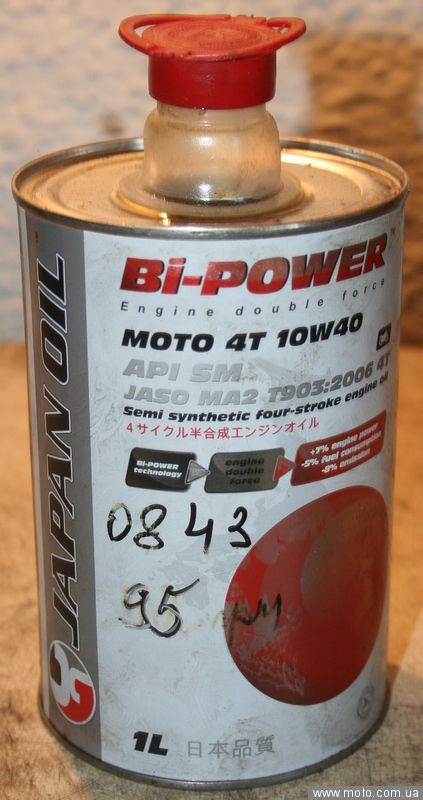 Bi-POWER™
Engine double force
MOTO 4T 10W40
API SM
JASO MA2 T903:2006 4T
Semi synthetic four-stroke engine oil
4サイクル半合成エンジンオイル
Bi-POWER
technology
engine
double
force
+7% engine power
-5% fuel consumption
-8% emission
0843
95
JAPAN OIL
1L
日本品質
www.moto.com.ua